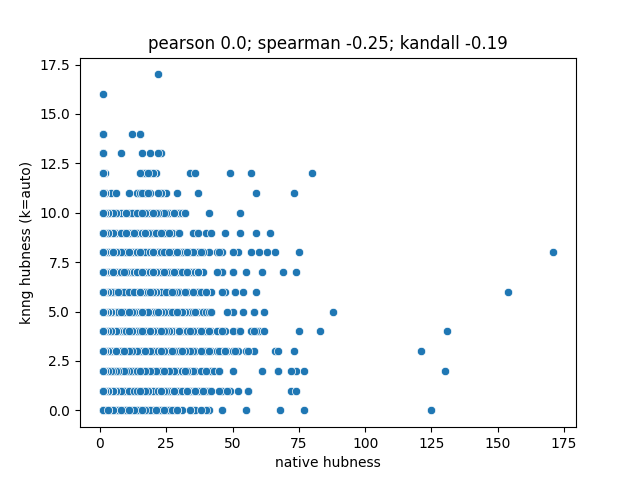 pearson 0.0; spearman -0.25; kandall -0.19
17.5
15.0
12.5
10.0
7.5
5.0
2.5
0.0
knng hubness (k=auto)
0 25 50 75 100 125 150 175
native hubness